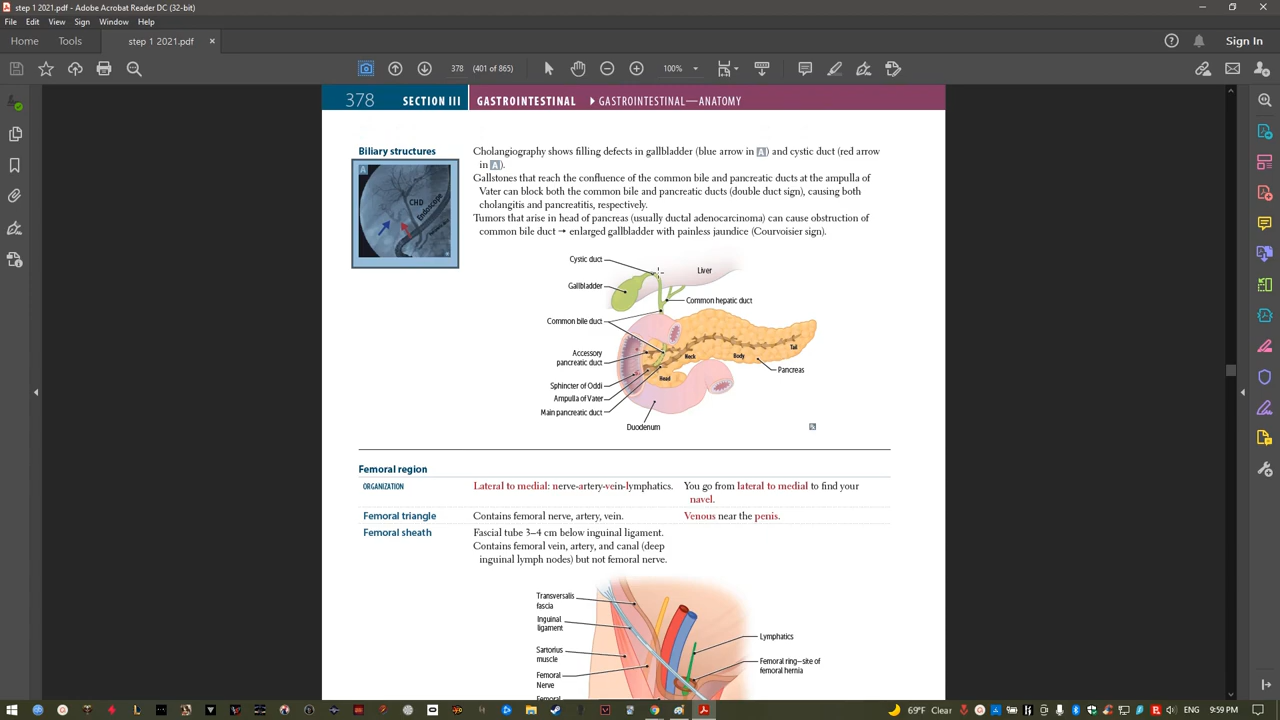 step 1 2021.pdf - Adobe Acrobat Reader DC (32-bit)
File Edit View Sign Window Help
Home Tools step 1 2021.pdf × Sign In
378 (401 of 865) 100%
378 SECTION III GASTROINTESTINAL ▶ GASTROINTESTINAL—ANATOMY
Biliary structures
A
CHD
Endoscope
Cholangiography shows filling defects in gallbladder (blue arrow in A) and cystic duct (red arrow
in A).
Gallstones that reach the confluence of the common bile and pancreatic ducts at the ampulla of
Vater can block both the common bile and pancreatic ducts (double duct sign), causing both
cholangitis and pancreatitis, respectively.
Tumors that arise in head of pancreas (usually ductal adenocarcinoma) can cause obstruction of
common bile duct → enlarged gallbladder with painless jaundice (Courvoisier sign).
Cystic duct
Liver
Gallbladder
Common hepatic duct
Common bile duct
Tail
Neck
Body
Accessory
pancreatic duct
Pancreas
Head
Sphincter of Oddi
Ampulla of Vater
Main pancreatic duct
Duodenum
Femoral region
ORGANIZATION
Lateral to medial: nerve-artery-vein-lymphatics.
You go from lateral to medial to find your
navel.
Femoral triangle
Contains femoral nerve, artery, vein.
Venous near the penis.
Femoral sheath
Fascial tube 3–4 cm below inguinal ligament.
Contains femoral vein, artery, and canal (deep
inguinal lymph nodes) but not femoral nerve.
Transversalis
fascia
Inguinal
ligament
Lymphatics
Sartorius
muscle
Femoral ring—site of
femoral hernia
Femoral
Nerve
Femoral
69°F Clear ENG 9:59 PM